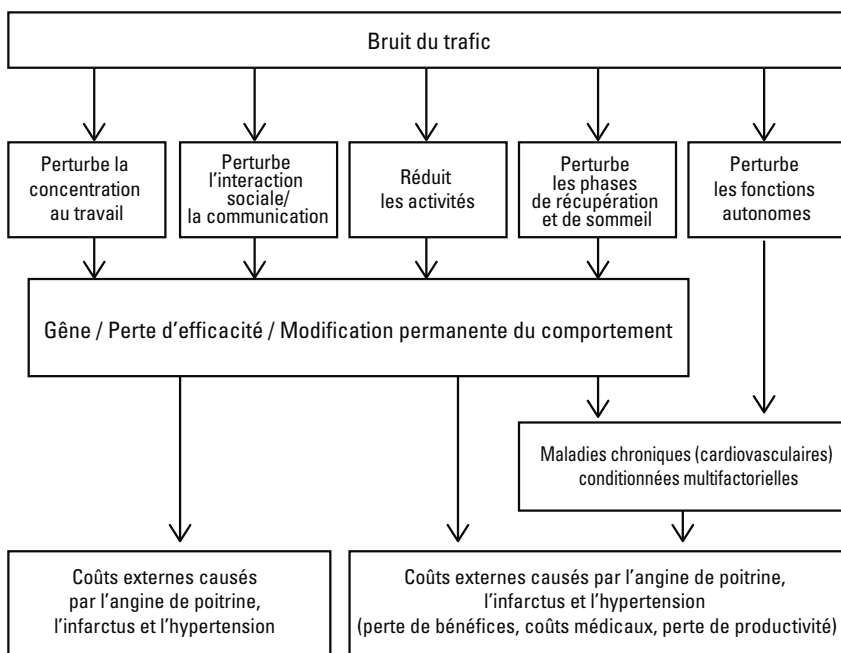 Bruit du trafic
Perturbe la
concentration
au travail
Perturbe
l'interaction
sociale/
la communication
Réduit
les activités
Perturbe
les phases
de récupération
et de sommeil
Perturbe
les fonctions
autonomes
Gêne / Perte d'efficacité / Modification permanente du comportement
Maladies chroniques (cardiovasculaires)
conditionnées multifactorielles
Coûts externes causés
par l'angine de poitrine,
l'infarctus et l'hypertension
Coûts externes causés par l'angine de poitrine,
l'infarctus et l'hypertension
(perte de bénéfices, coûts médicaux, perte de productivité)